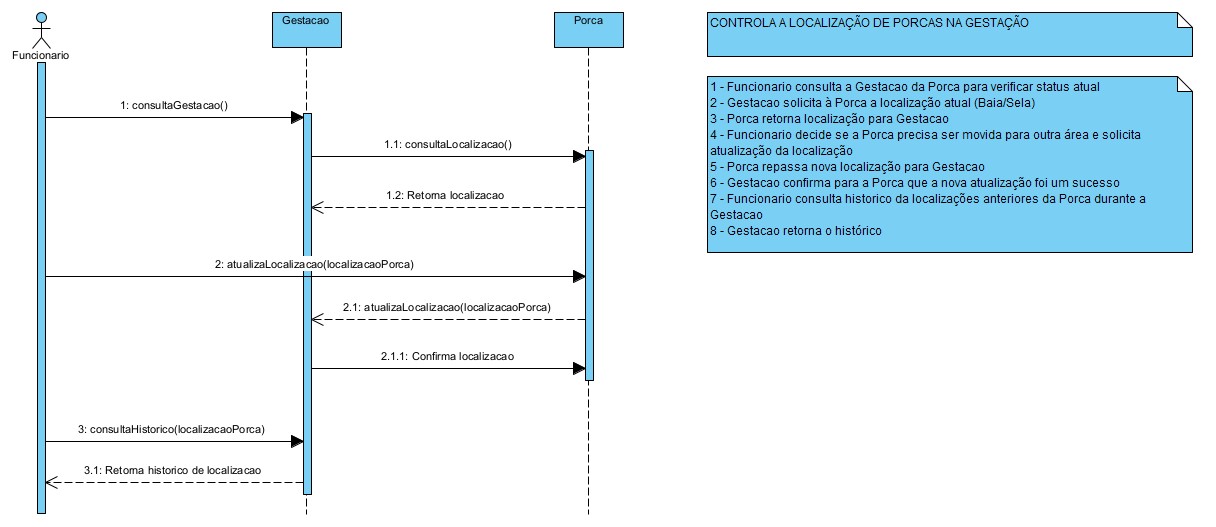 Funcionario
Gestacao
Porca
1: consultaGestacao()
1.1: consultaLocalizacao()
1.2: Retorna localizacao
2: atualizaLocalizacao(localizacaoPorca)
2.1: atualizaLocalizacao(localizacaoPorca)
2.1.1: Confirma localizacao
3: consultaHistorico(localizacaoPorca)
3.1: Retorna historico de localizacao
CONTROLA A LOCALIZAÇÃO DE PORCAS NA GESTAÇÃO
1 - Funcionario consulta a Gestacao da Porca para verificar status atual
2 - Gestacao solicita à Porca a localização atual (Baia/Sela)
3 - Porca retorna localização para Gestacao
4 - Funcionario decide se a Porca precisa ser movida para outra área e solicita
atualização da localização
5 - Porca repassa nova localização para Gestacao
6 - Gestacao confirma para a Porca que a nova atualização foi um sucesso
7 - Funcionario consulta historico da localizações anteriores da Porca durante a
Gestacao
8 - Gestacao retorna o histórico